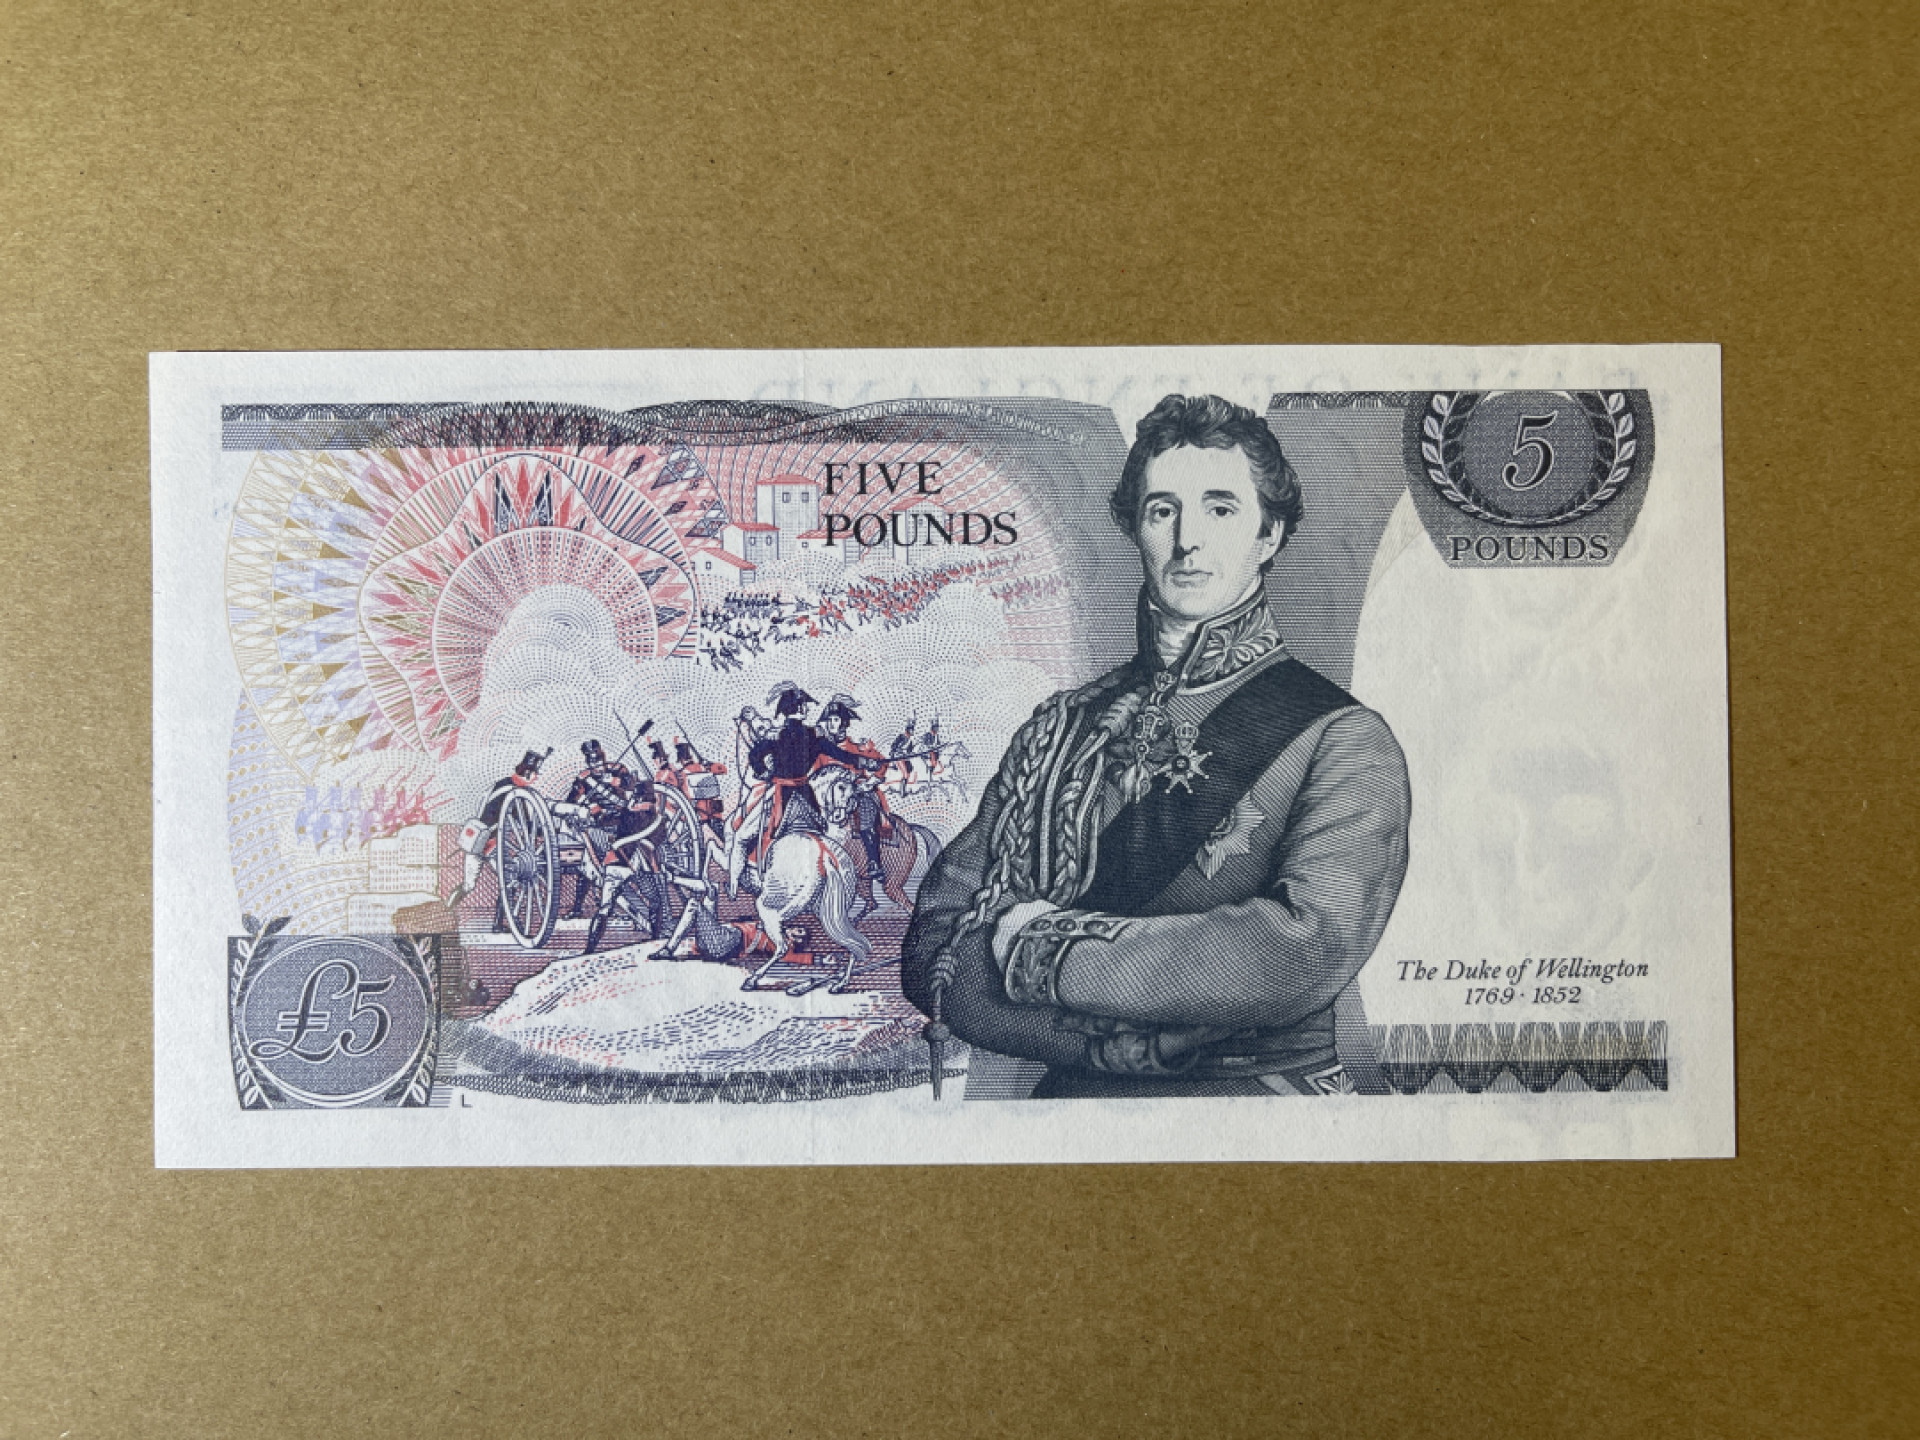 FIVE
POUNDS
5
POUNDS
The Duke of Wellington
1769 · 1852
£5
L